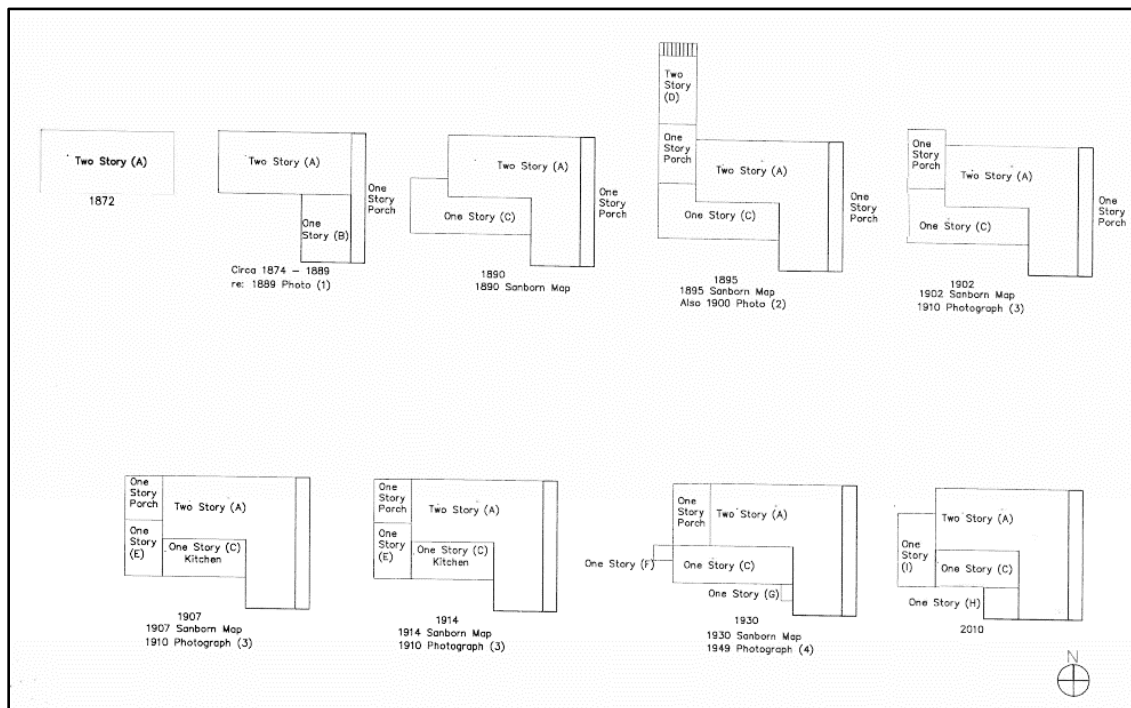 Two Story (A)
1872
Two Story (A)
One
Story (B)
One
Story
Porch
Circa 1874 – 1889
re: 1889 Photo (1)
Two Story (A)
One Story (C)
One
Story
Porch
1890
1890 Sanborn Map
Two
Story
(D)
One
Story
Porch
Two Story (A)
One Story (C)
One
Story
Porch
1895
1895 Sanborn Map
Also 1900 Photo (2)
One
Story
Porch
Two Story (A)
One Story (C)
One
Story
Porch
1902
1902 Sanborn Map
1910 Photograph (3)
One
Story
Porch
Two Story (A)
One
Story
(E)
One Story (C)
Kitchen
1907
1907 Sanborn Map
1910 Photograph (3)
One
Story
Porch
Two Story (A)
One
Story
(E)
One Story (C)
Kitchen
1914
1914 Sanborn Map
1910 Photograph (3)
One
Story
Porch
Two Story (A)
One Story (F)
One Story (C)
One Story (G)
1930
1930 Sanborn Map
1949 Photograph (4)
Two Story (A)
One
Story
(I)
One Story (C)
One Story (H)
2010
N